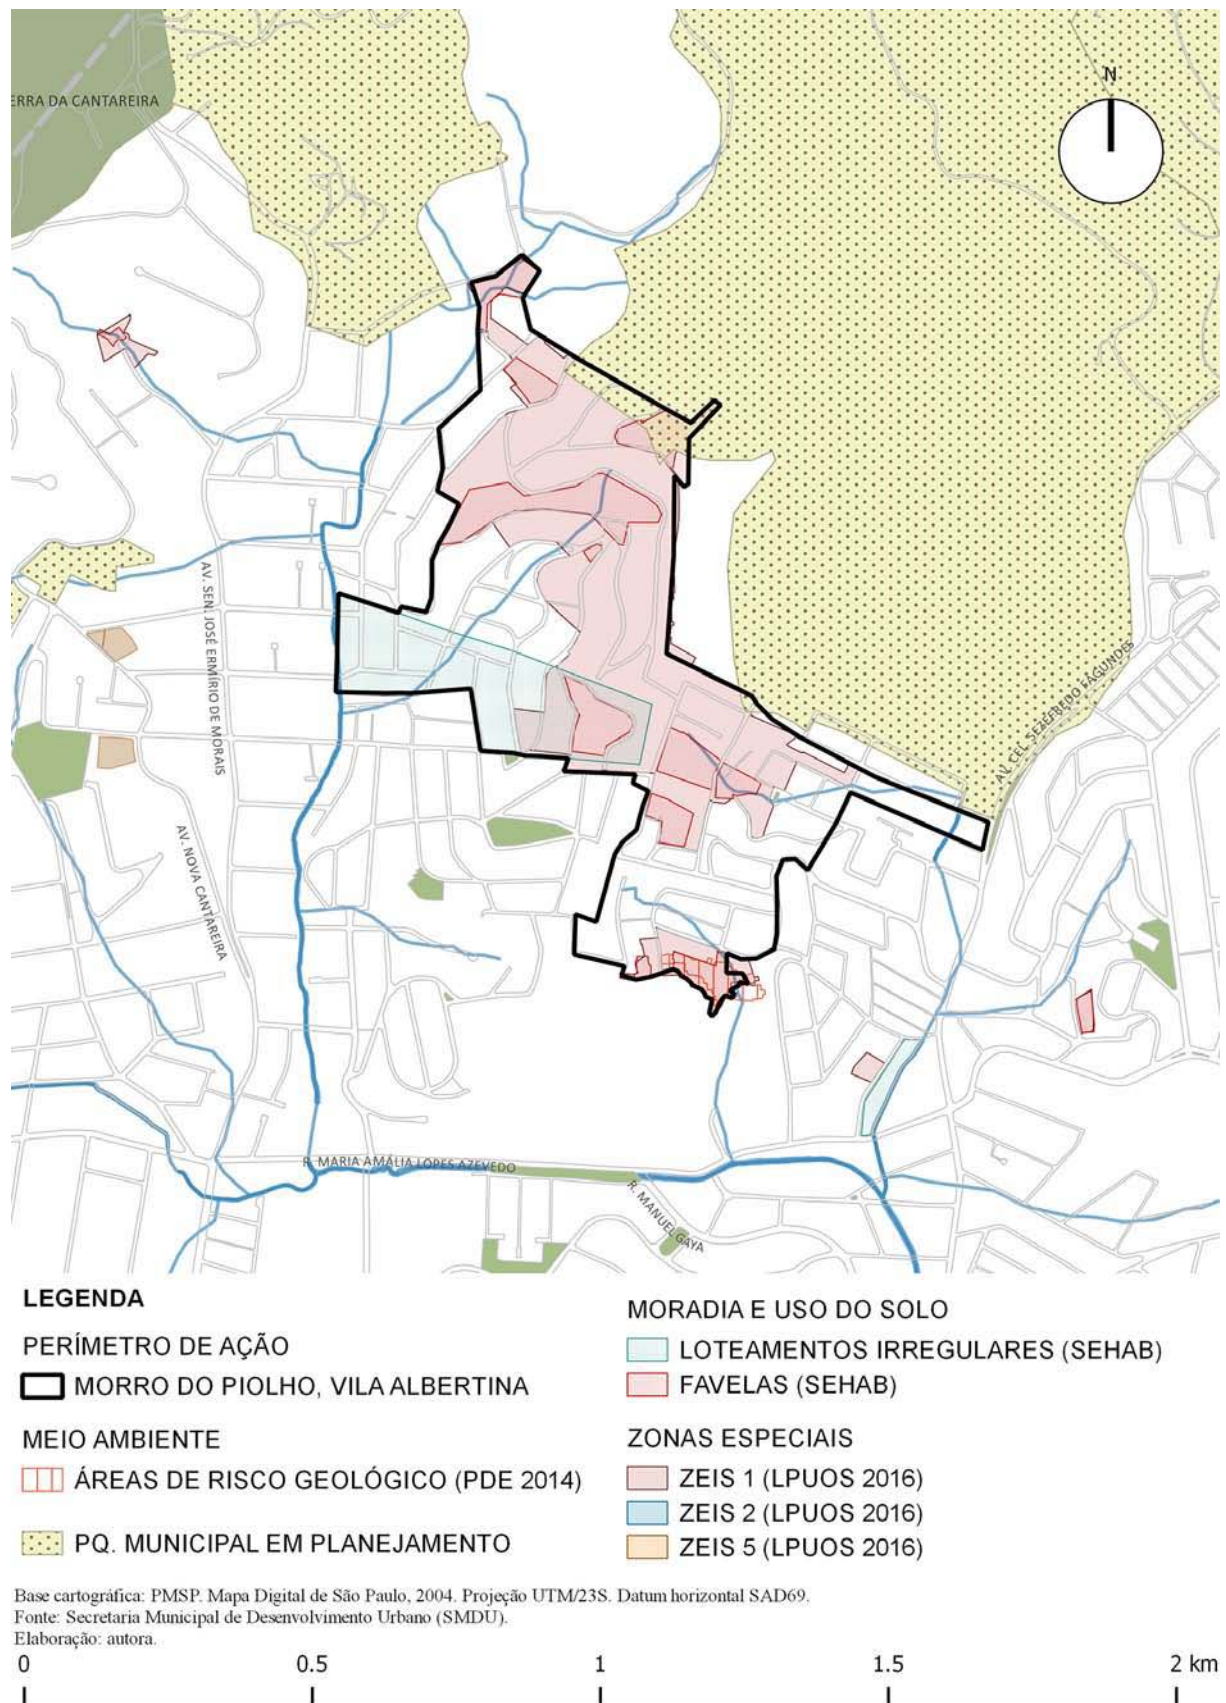 N
ERRA DA CANTAREIRA
AV. SEN. JOSÉ ERMÍRIO DE MORAIS
AV. CEL. SEZEFREDO FAGUNDES
AV. NOVA CANTAREIRA
R. MARIA AMÁLIA LOPES AZEVEDO
R. MANUEL GAYA
LEGENDA
PERÍMETRO DE AÇÃO
MORRO DO PIOLHO, VILA ALBERTINA
MEIO AMBIENTE
ÁREAS DE RISCO GEOLÓGICO (PDE 2014)
PQ. MUNICIPAL EM PLANEJAMENTO
MORADIA E USO DO SOLO
LOTEAMENTOS IRREGULARES (SEHAB)
FAVELAS (SEHAB)
ZONAS ESPECIAIS
ZEIS 1 (LPUOS 2016)
ZEIS 2 (LPUOS 2016)
ZEIS 5 (LPUOS 2016)
Base cartográfica: PMSP. Mapa Digital de São Paulo, 2004. Projeção UTM/23S. Datum horizontal SAD69.
Fonte: Secretaria Municipal de Desenvolvimento Urbano (SMDU).
Elaboração: autora.
0 0.5 1 1.5 2 km